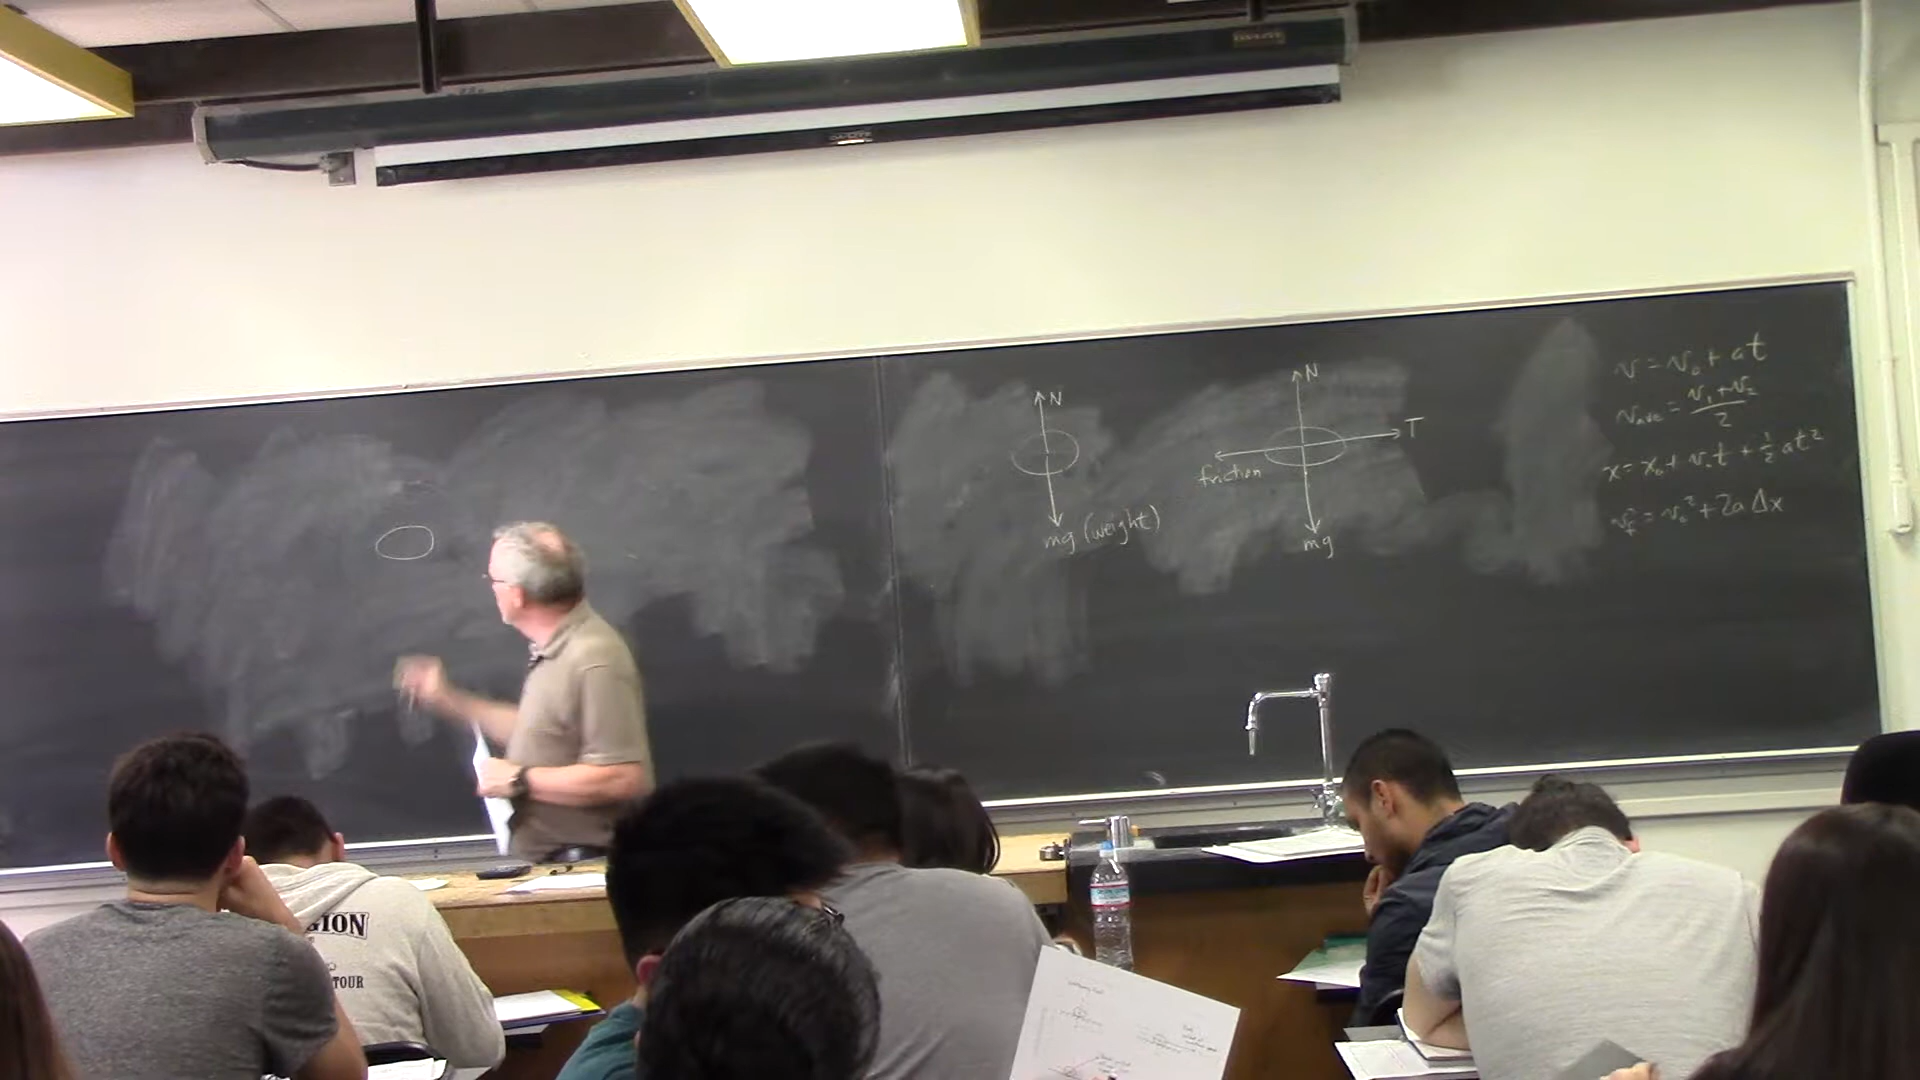 N
mg (weight)
N
T
friction
mg
v = v₀ + at
v_ave = (v₁ + v₂)/2
x = x₀ + v₀t + ½at²
v_f² = v₀² + 2aΔx
GION
TOUR